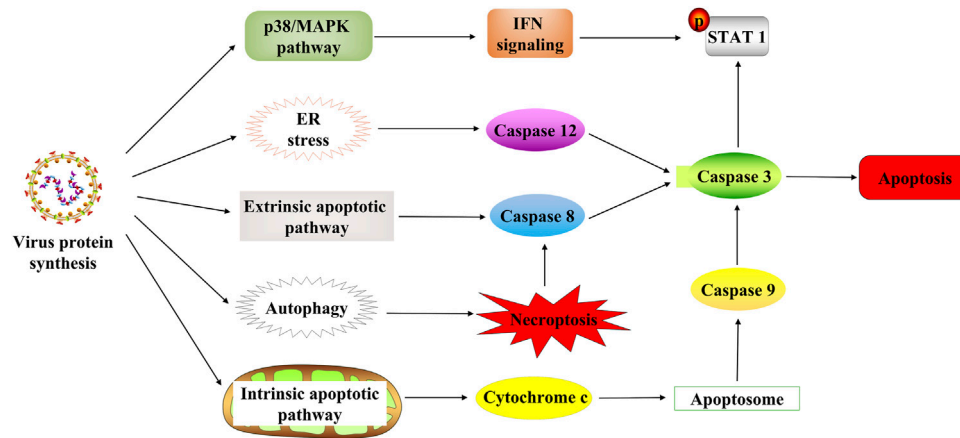 p38/MAPK
pathway
IFN
signaling
p
STAT 1
ER
stress
Caspase 12
Caspase 3
Apoptosis
Virus protein
synthesis
Extrinsic apoptotic
pathway
Caspase 8
Autophagy
Necroptosis
Caspase 9
Intrinsic apoptotic
pathway
Cytochrome c
Apoptosome